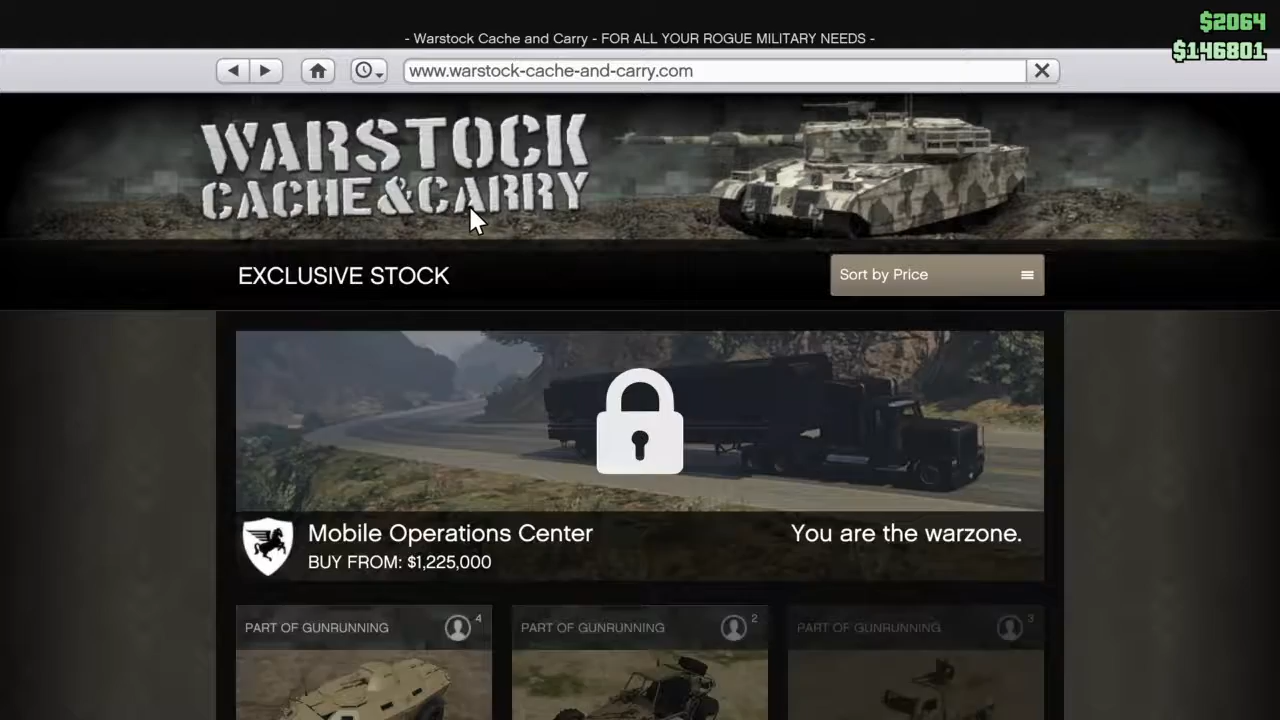 $2064
- Warstock Cache and Carry - FOR ALL YOUR ROGUE MILITARY NEEDS -
$146801
www.warstock-cache-and-carry.com
WARSTOCK
CACHE&CARRY
EXCLUSIVE STOCK
Sort by Price
Mobile Operations Center
You are the warzone.
BUY FROM: $1,225,000
PART OF GUNRUNNING 4
PART OF GUNRUNNING 2
PART OF GUNRUNNING 3